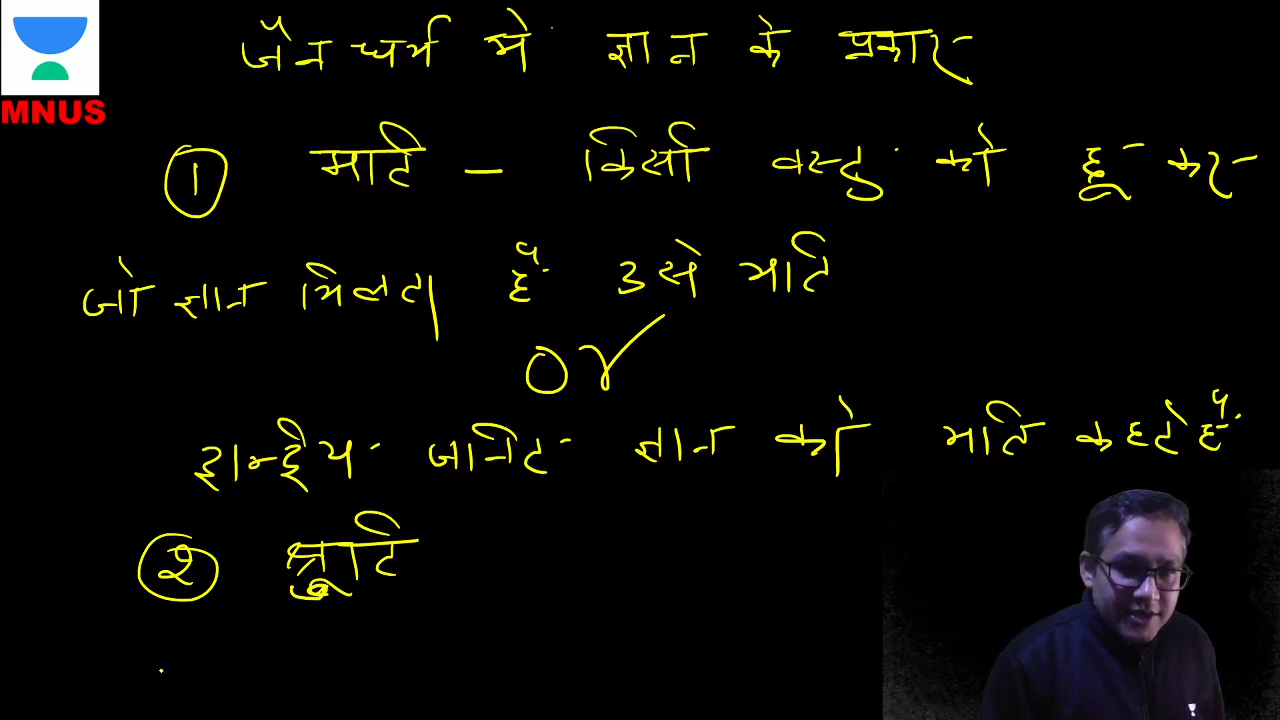 MNUS
जैन धर्म मे ज्ञान के प्रकार
① मति - किसी वस्तु को छू कर
जो ज्ञान मिलता है उसे मति
or
इन्द्रीय जनित ज्ञान को मति कहते हैं
② श्रुति